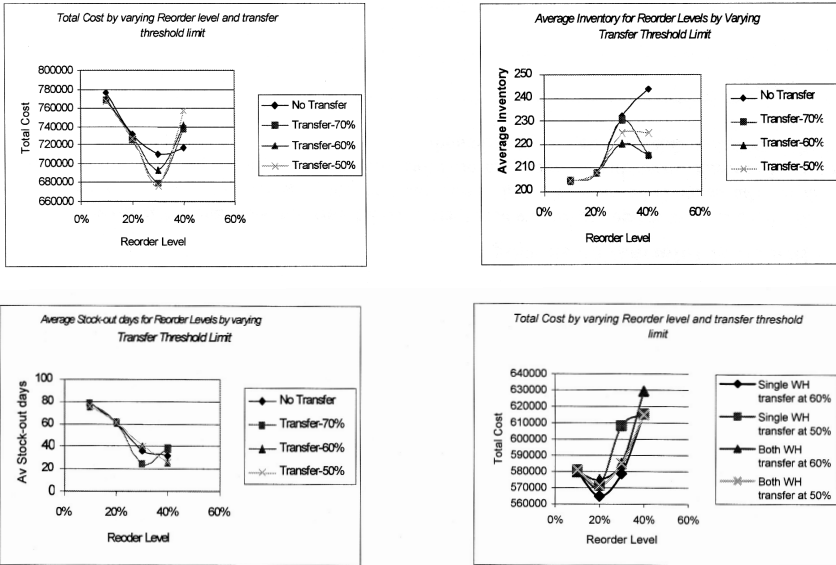 Total Cost by varying Reorder level and transfer
threshold limit
800000
780000
760000
740000
720000
700000
680000
660000
Total Cost
0%
20%
40%
60%
Reorder Level
No Transfer
Transfer-70%
Transfer-60%
Transfer-50%
Average Inventory for Reorder Levels by Varying
Transfer Threshold Limit
250
240
230
220
210
200
Average Inventory
0%
20%
40%
60%
Reorder Level
No Transfer
Transfer-70%
Transfer-60%
Transfer-50%
Average Stock-out days for Reorder Levels by varying
Transfer Threshold Limit
100
80
60
40
20
0
Av Stock-out days
0%
20%
40%
60%
Reorder Level
No Transfer
Transfer-70%
Transfer-60%
Transfer-50%
Total Cost by varying Reorder level and transfer threshold
limit
640000
630000
620000
610000
600000
590000
580000
570000
560000
Total Cost
0%
20%
40%
60%
Reorder Level
Single WH
transfer at 60%
Single WH
transfer at 50%
Both WH
transfer at 60%
Both WH
transfer at 50%